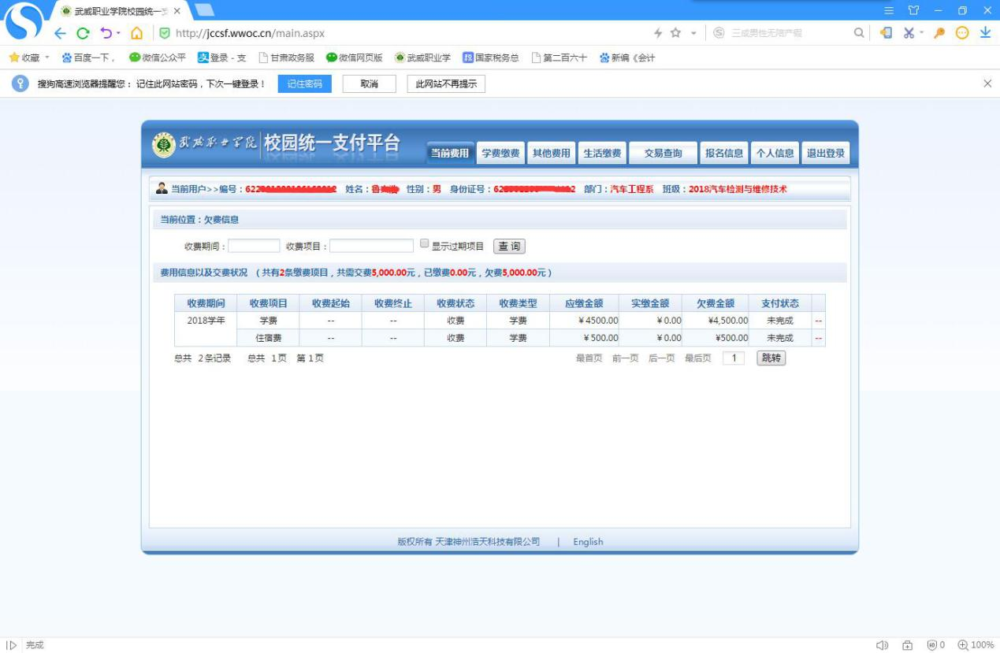 武威职业学院校园统一支
http://jccsf.wwoc.cn/main.aspx
三成男性无陪产假
收藏 百度一下, 微信公众平 登录 - 支 甘肃政务服 微信网页版 武威职业学 国家税务总 第二百六十 新编《会计
搜狗高速浏览器提醒您: 记住此网站密码,下次一键登录! 记住密码 取消 此网站不再提示
武威职业学院 校园统一支付平台
当前费用 学费缴费 其他费用 生活缴费 交易查询 报名信息 个人信息 退出登录
当前用户>>编号: 姓名: 性别:男 身份证号: 部门:汽车工程系 班级:2018汽车检测与维修技术
当前位置:欠费信息
收费期间: 收费项目: 显示过期项目 查 询
费用信息以及交费状况 (共有2条缴费项目,共需交费5,000.00元,已缴费0.00元,欠费5,000.00元)
收费期间 收费项目 收费起始 收费终止 收费状态 收费类型 应缴金额 实缴金额 欠费金额 支付状态
2018学年 学费 -- -- 收费 学费 ¥4500.00 ¥0.00 ¥4,500.00 未完成 --
住宿费 -- -- 收费 学费 ¥500.00 ¥0.00 ¥500.00 未完成 --
总共 2条记录 总共 1页 第1页 最首页 前一页 后一页 最后页 1 跳转
版权所有 天津神州浩天科技有限公司 | English
完成 0 100%